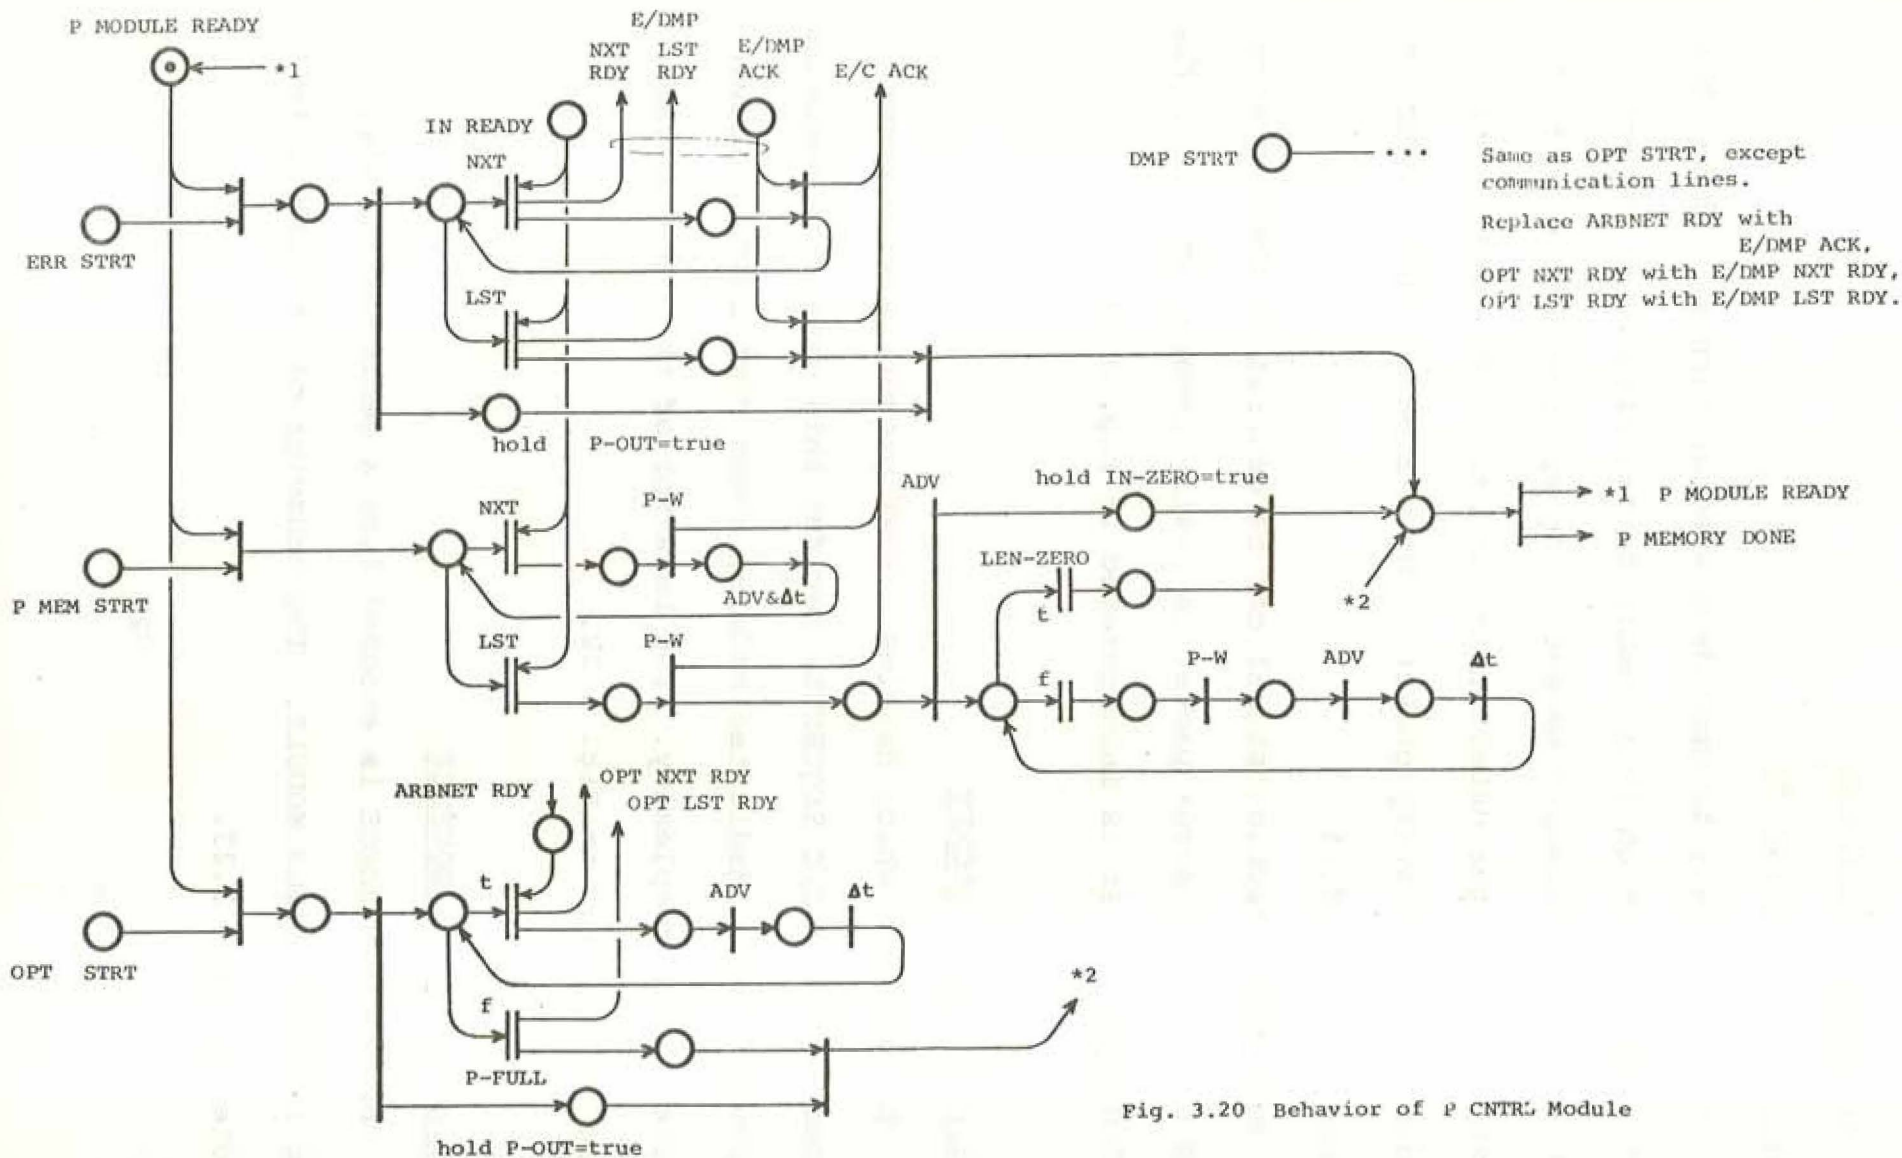 P MODULE READY
*1
E/DMP
NXT RDY
LST RDY
E/DMP ACK
E/C ACK
IN READY
NXT
ERR STRT
LST
hold P-OUT=true
DMP STRT
...
Same as OPT STRT, except
communication lines.
Replace ARBNET RDY with
E/DMP ACK,
OPT NXT RDY with E/DMP NXT RDY,
OPT LST RDY with E/DMP LST RDY.
NXT
P-W
ADV&Δt
P MEM STRT
LST
P-W
ADV
hold IN-ZERO=true
LEN-ZERO
t
f
P-W
ADV
Δt
*2
*1 P MODULE READY
P MEMORY DONE
ARBNET RDY
OPT NXT RDY
OPT LST RDY
t
ADV
Δt
OPT STRT
f
P-FULL
*2
hold P-OUT=true
Fig. 3.20 Behavior of P CNTRL Module